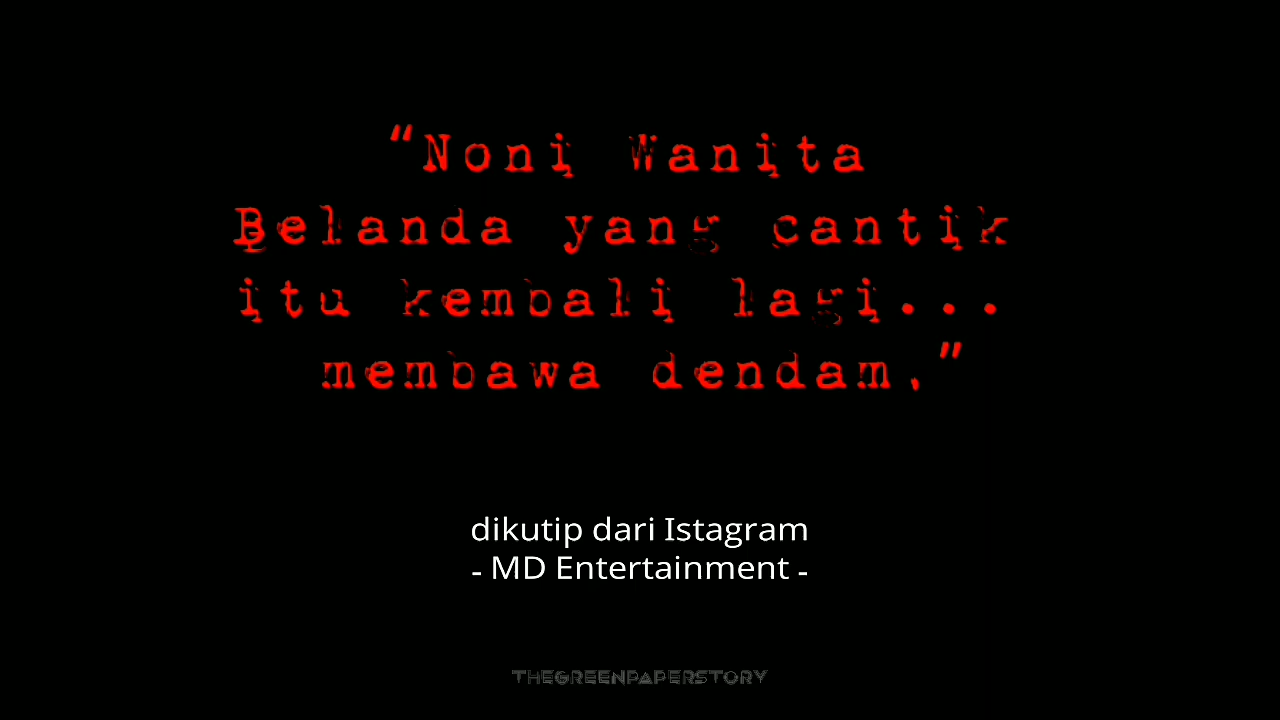 “Noni Wanita
Belanda yang cantik
itu kembali lagi...
membawa dendam.”
dikutip dari Istagram
- MD Entertainment -
THEGREENPAPERSTORY